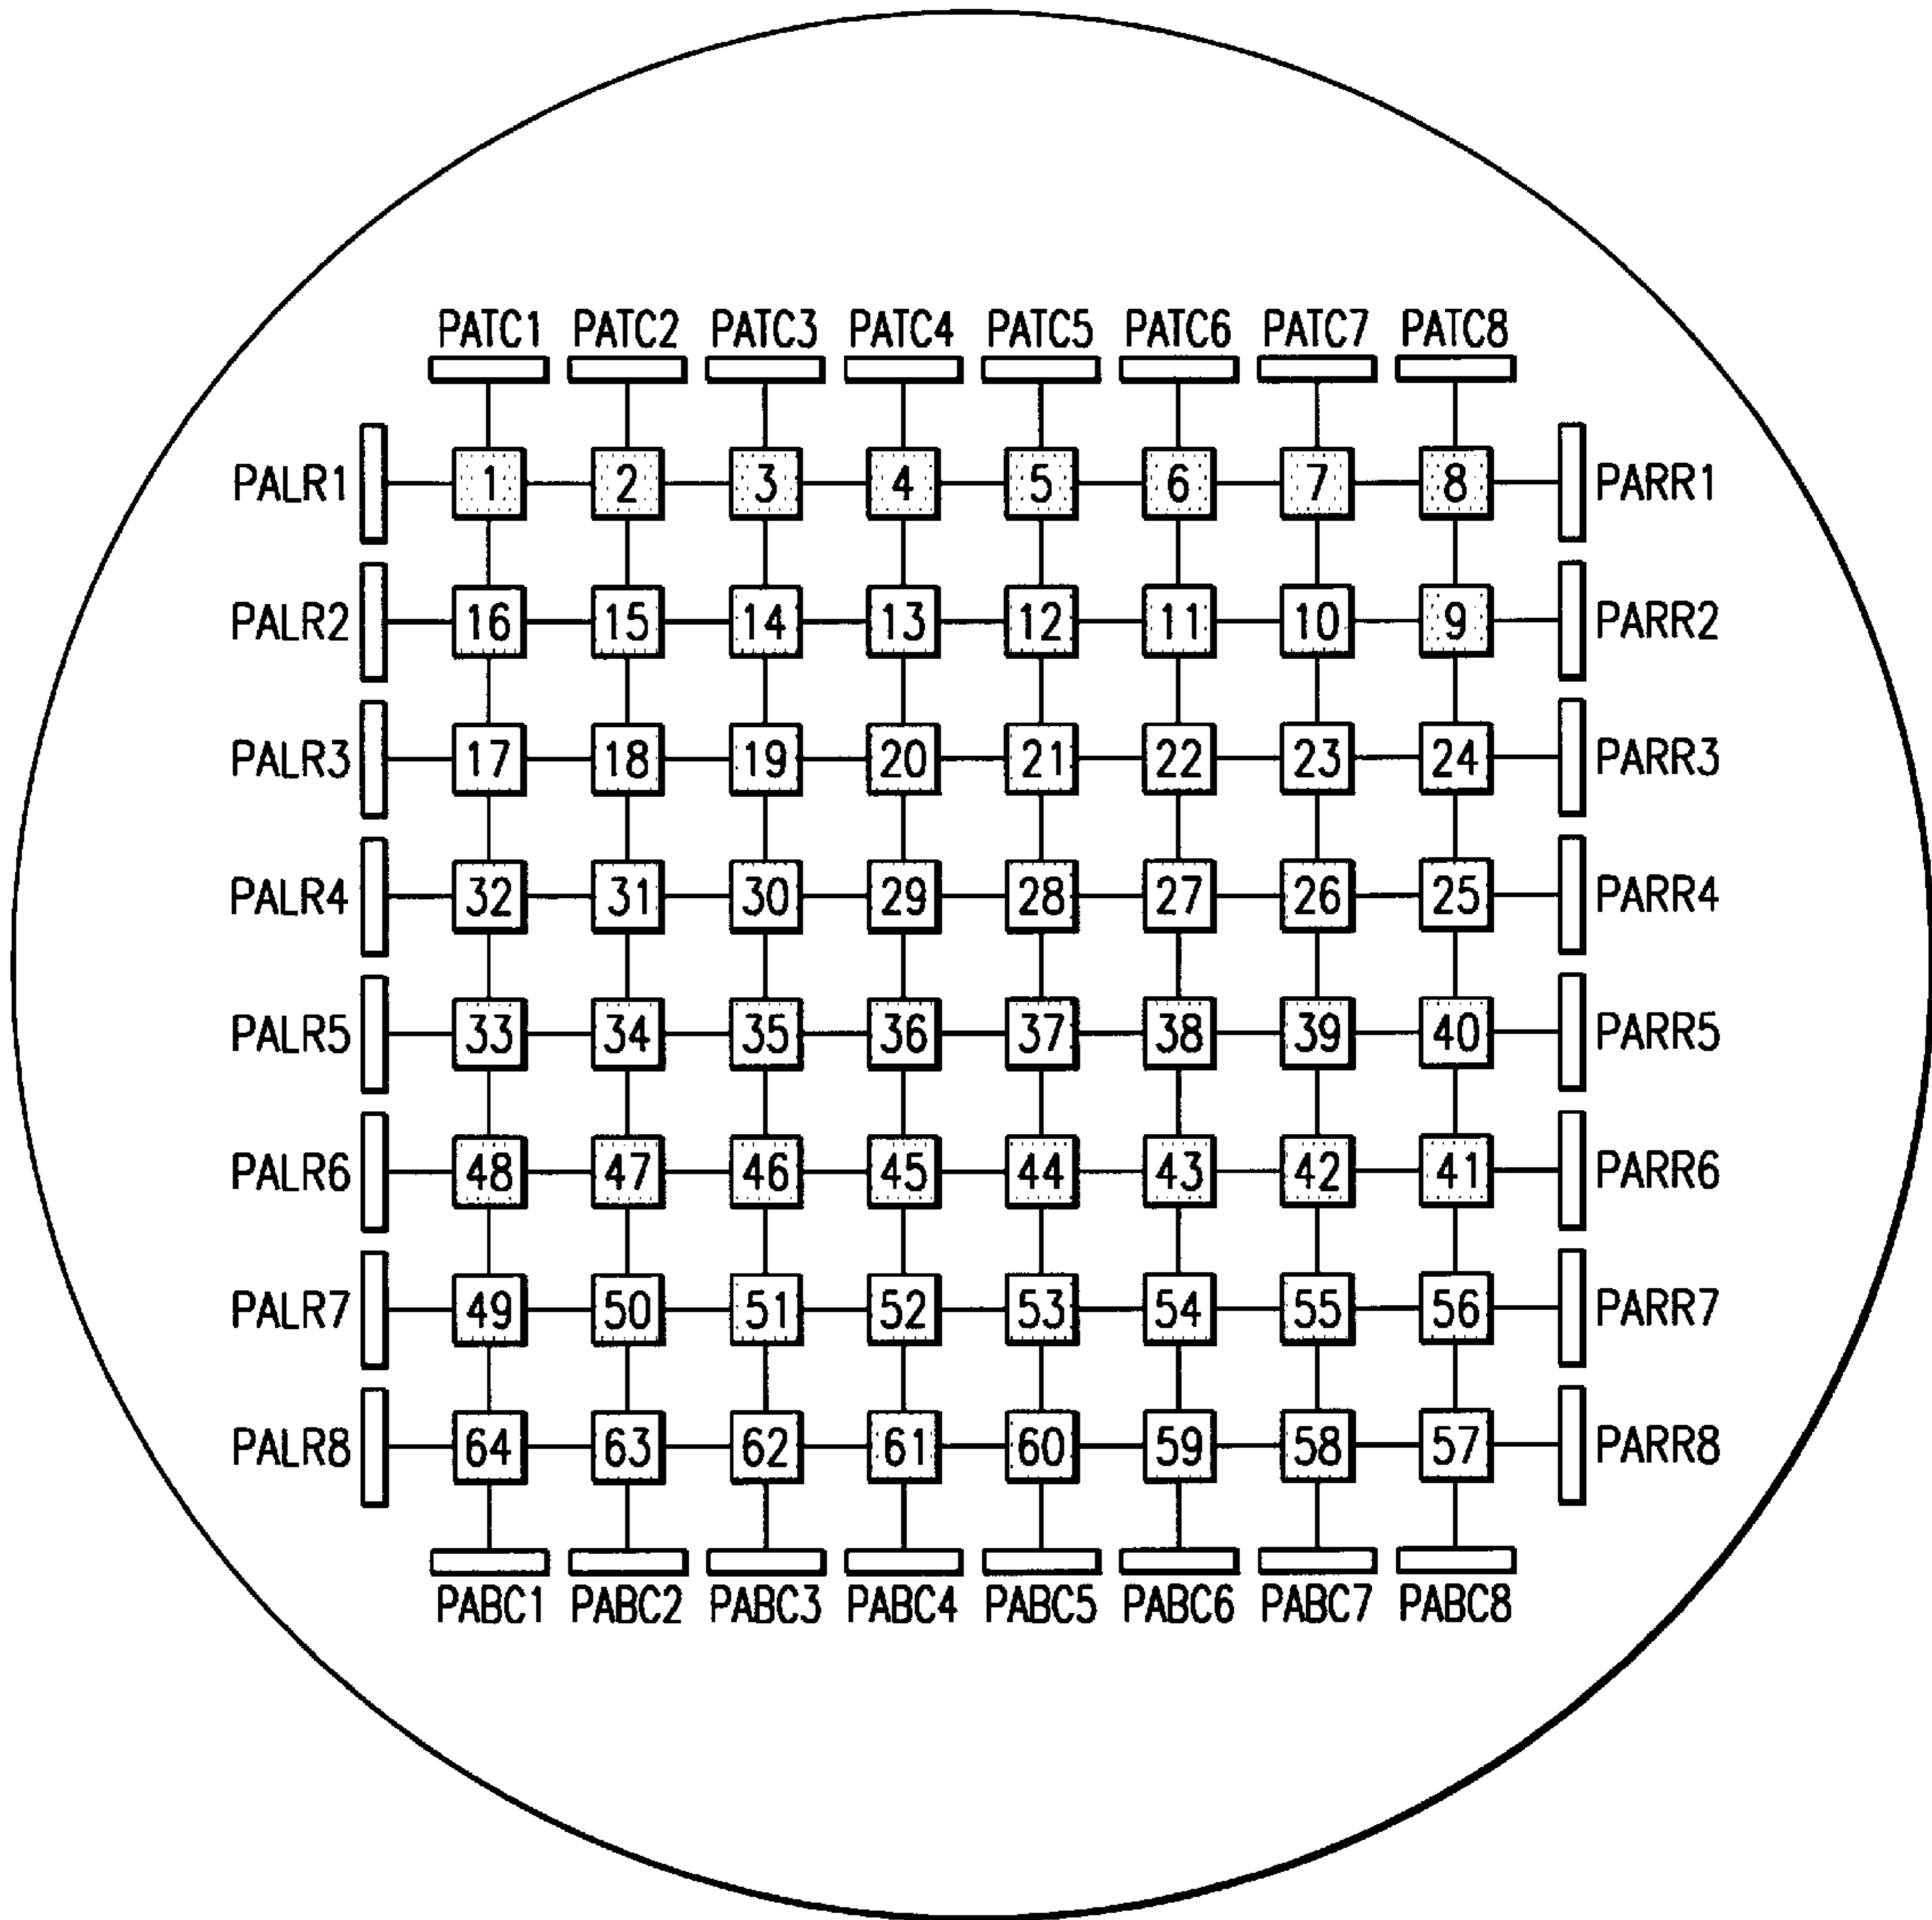 PATC1 PATC2 PATC3 PATC4 PATC5 PATC6 PATC7 PATC8
PALR1 1 2 3 4 5 6 7 8 PARR1
PALR2 16 15 14 13 12 11 10 9 PARR2
PALR3 17 18 19 20 21 22 23 24 PARR3
PALR4 32 31 30 29 28 27 26 25 PARR4
PALR5 33 34 35 36 37 38 39 40 PARR5
PALR6 48 47 46 45 44 43 42 41 PARR6
PALR7 49 50 51 52 53 54 55 56 PARR7
PALR8 64 63 62 61 60 59 58 57 PARR8
PABC1 PABC2 PABC3 PABC4 PABC5 PABC6 PABC7 PABC8